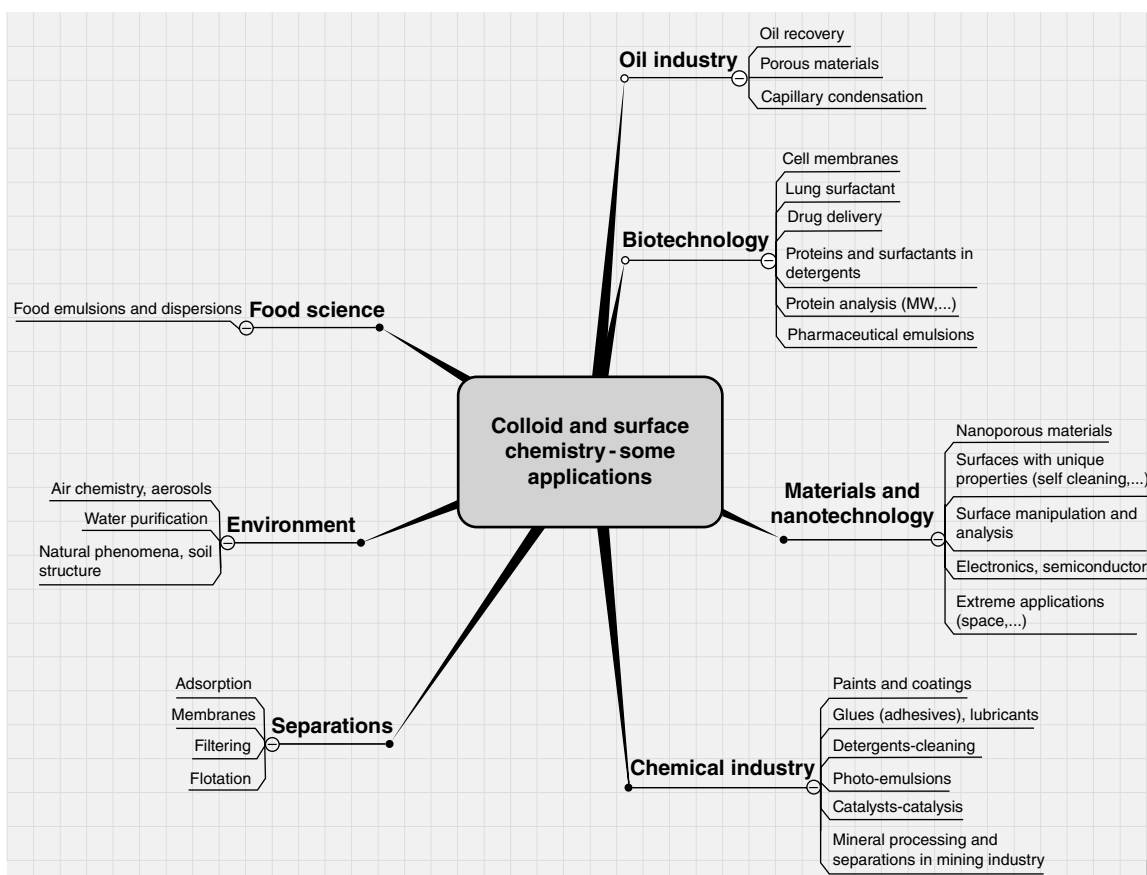 Oil industry
Oil recovery
Porous materials
Capillary condensation
Biotechnology
Cell membranes
Lung surfactant
Drug delivery
Proteins and surfactants in
detergents
Protein analysis (MW,...)
Pharmaceutical emulsions
Food science
Food emulsions and dispersions
Colloid and surface
chemistry - some
applications
Materials and
nanotechnology
Nanoporous materials
Surfaces with unique
properties (self cleaning,...)
Surface manipulation and
analysis
Electronics, semiconductor
Extreme applications
(space,...)
Environment
Air chemistry, aerosols
Water purification
Natural phenomena, soil
structure
Separations
Adsorption
Membranes
Filtering
Flotation
Chemical industry
Paints and coatings
Glues (adhesives), lubricants
Detergents-cleaning
Photo-emulsions
Catalysts-catalysis
Mineral processing and
separations in mining industry